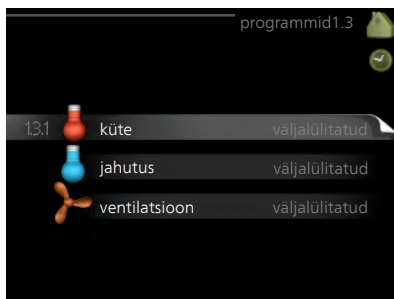 programmid1.3
1.3.1 küte väljalülitatud
jahutus väljalülitatud
ventilatsioon väljalülitatud